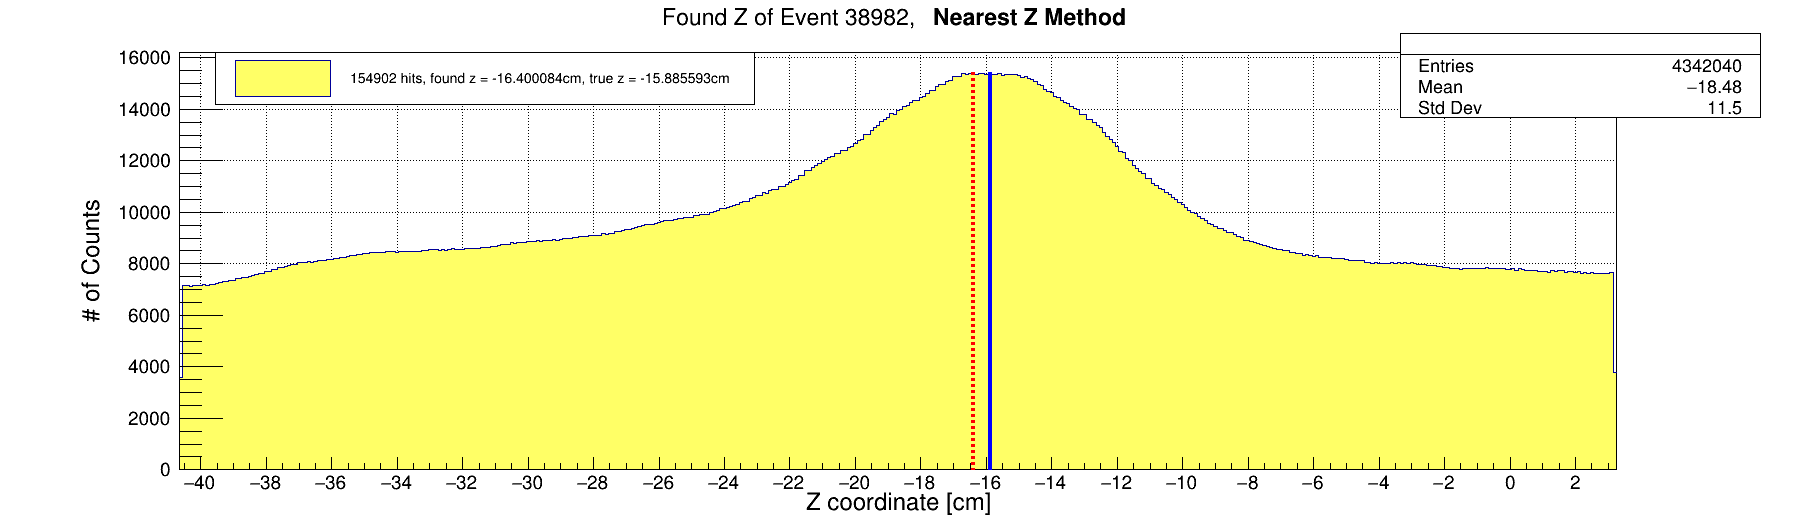 Found Z of Event 38982, Nearest Z Method
154902 hits, found z = -16.400084cm, true z = -15.885593cm
Entries 4342040
Mean −18.48
Std Dev 11.5
# of Counts
16000
14000
12000
10000
8000
6000
4000
2000
0
−40 −38 −36 −34 −32 −30 −28 −26 −24 −22 −20 −18 −16 −14 −12 −10 −8 −6 −4 −2 0 2
Z coordinate [cm]